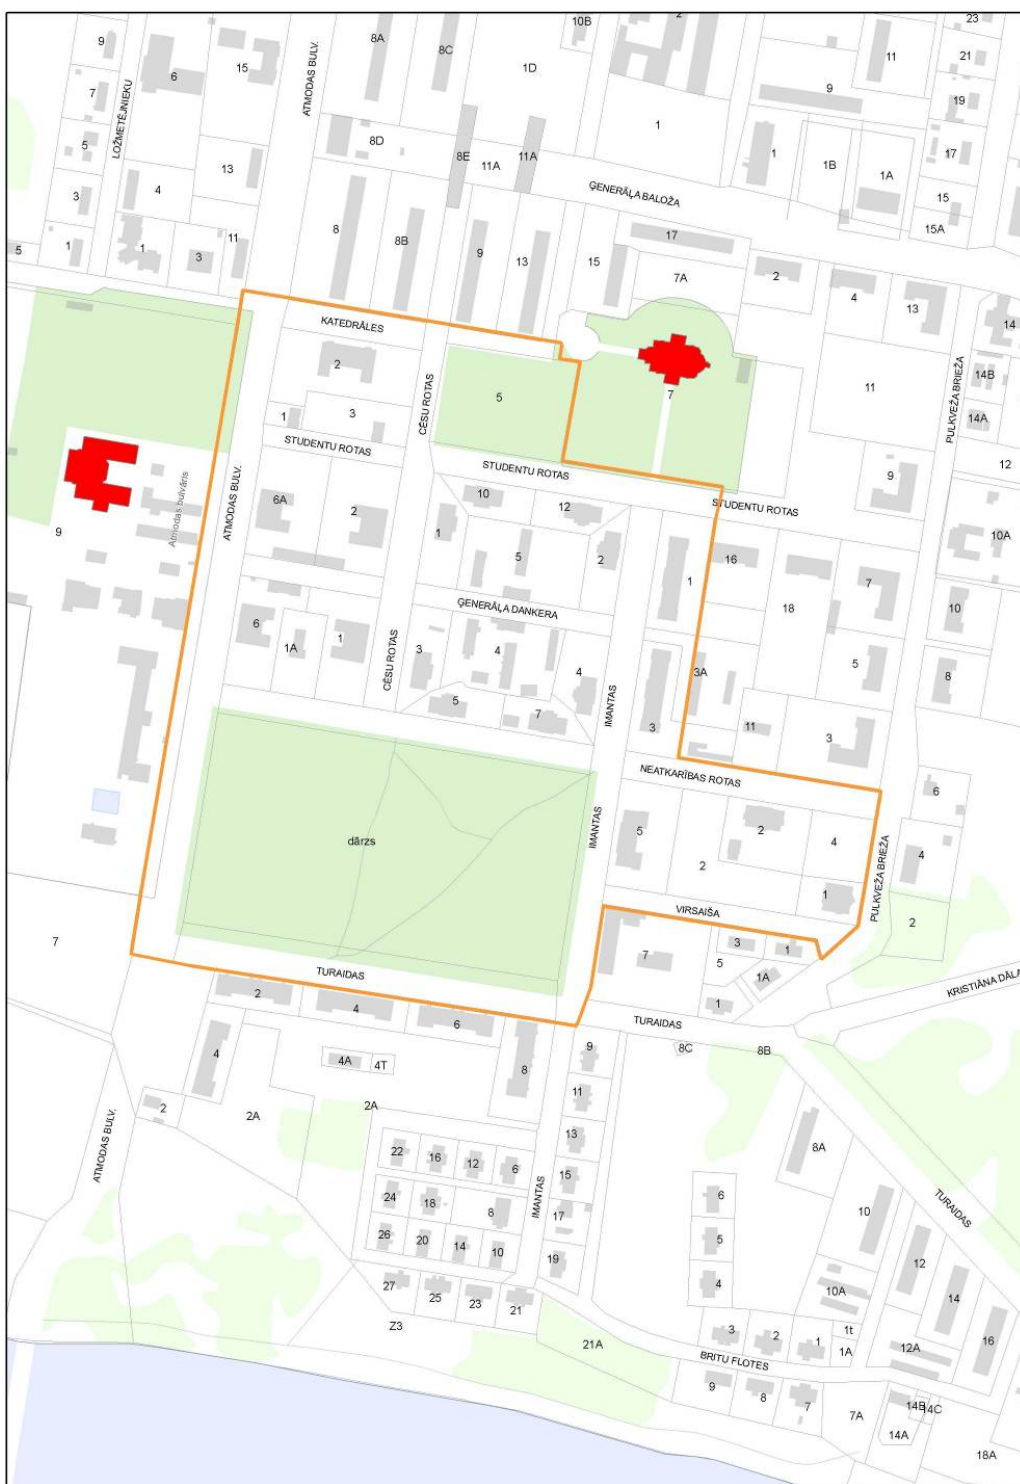 10B
2
23
8A
8C
11
21
9
15
6
1D
ATMODAS BULV.
9
19
7
LOŽMETĒJNIEKU
1
8D
5
8E
11A
11A
1
1B
1A
17
13
4
3
ĢENERĀĻA BALOŽA
15
15A
5
1
1
3
11
8
8B
9
13
15
17
7A
2
4
13
14
KATEDRĀLES
2
5
7
11
PULKVEŽA BRIEŽA
14B
14A
1
3
CĒSU ROTAS
STUDENTU ROTAS
STUDENTU ROTAS
12
9
6A
2
10
12
STUDENTU ROTAS
Atmodas bulvāris
ATMODAS BULV.
9
1
5
2
1
16
18
7
10A
10
ĢENERĀĻA DANKERA
6
1A
1
3
4
4
CĒSU ROTAS
3A
5
8
5
7
IMANTAS
3
11
3
NEATKARĪBAS ROTAS
6
dārzs
IMANTAS
5
2
2
4
4
1
PULKVEŽA BRIEŽA
VIRSAIŠA
2
7
7
3
1
5
1A
1
TURAIDAS
2
4
6
TURAIDAS
KRISTIĀNA DĀLA
8B
8C
4
4A
4T
8
9
11
2
2A
2A
13
8A
ATMODAS BULV.
22
16
12
6
15
24
18
8
IMANTAS
17
6
TURAIDAS
10
26
20
14
10
19
5
12
27
25
23
21
4
10A
14
Z3
21A
3
2
1
1t
1A
12A
16
BRITU FLOTES
9
8
7
7A
14B
14C
14A
18A